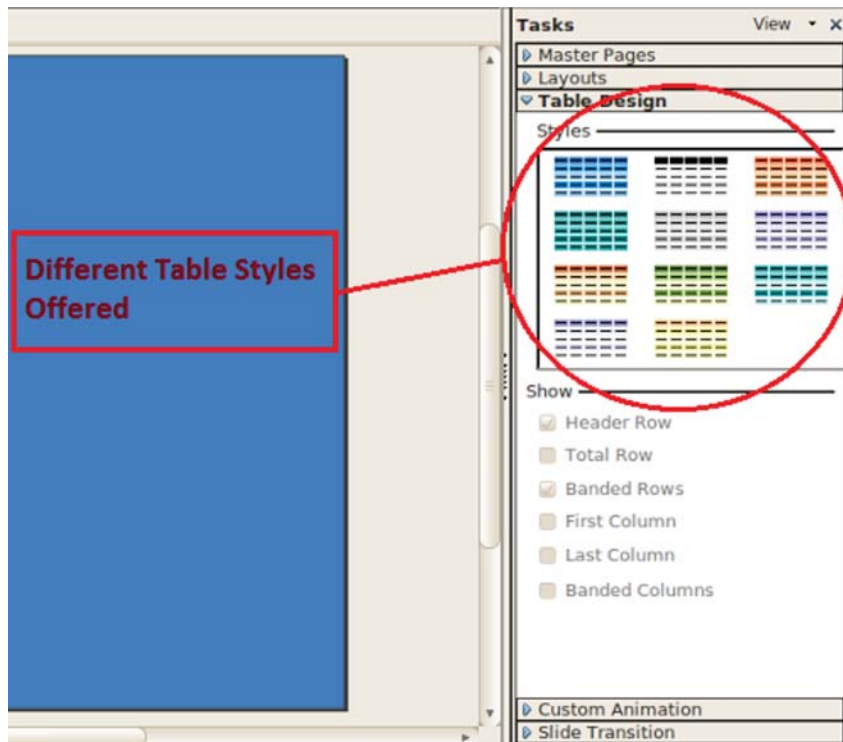 Tasks View
Master Pages
Layouts
Table Design
Styles
Different Table Styles
Offered
Show
Header Row
Total Row
Banded Rows
First Column
Last Column
Banded Columns
Custom Animation
Slide Transition